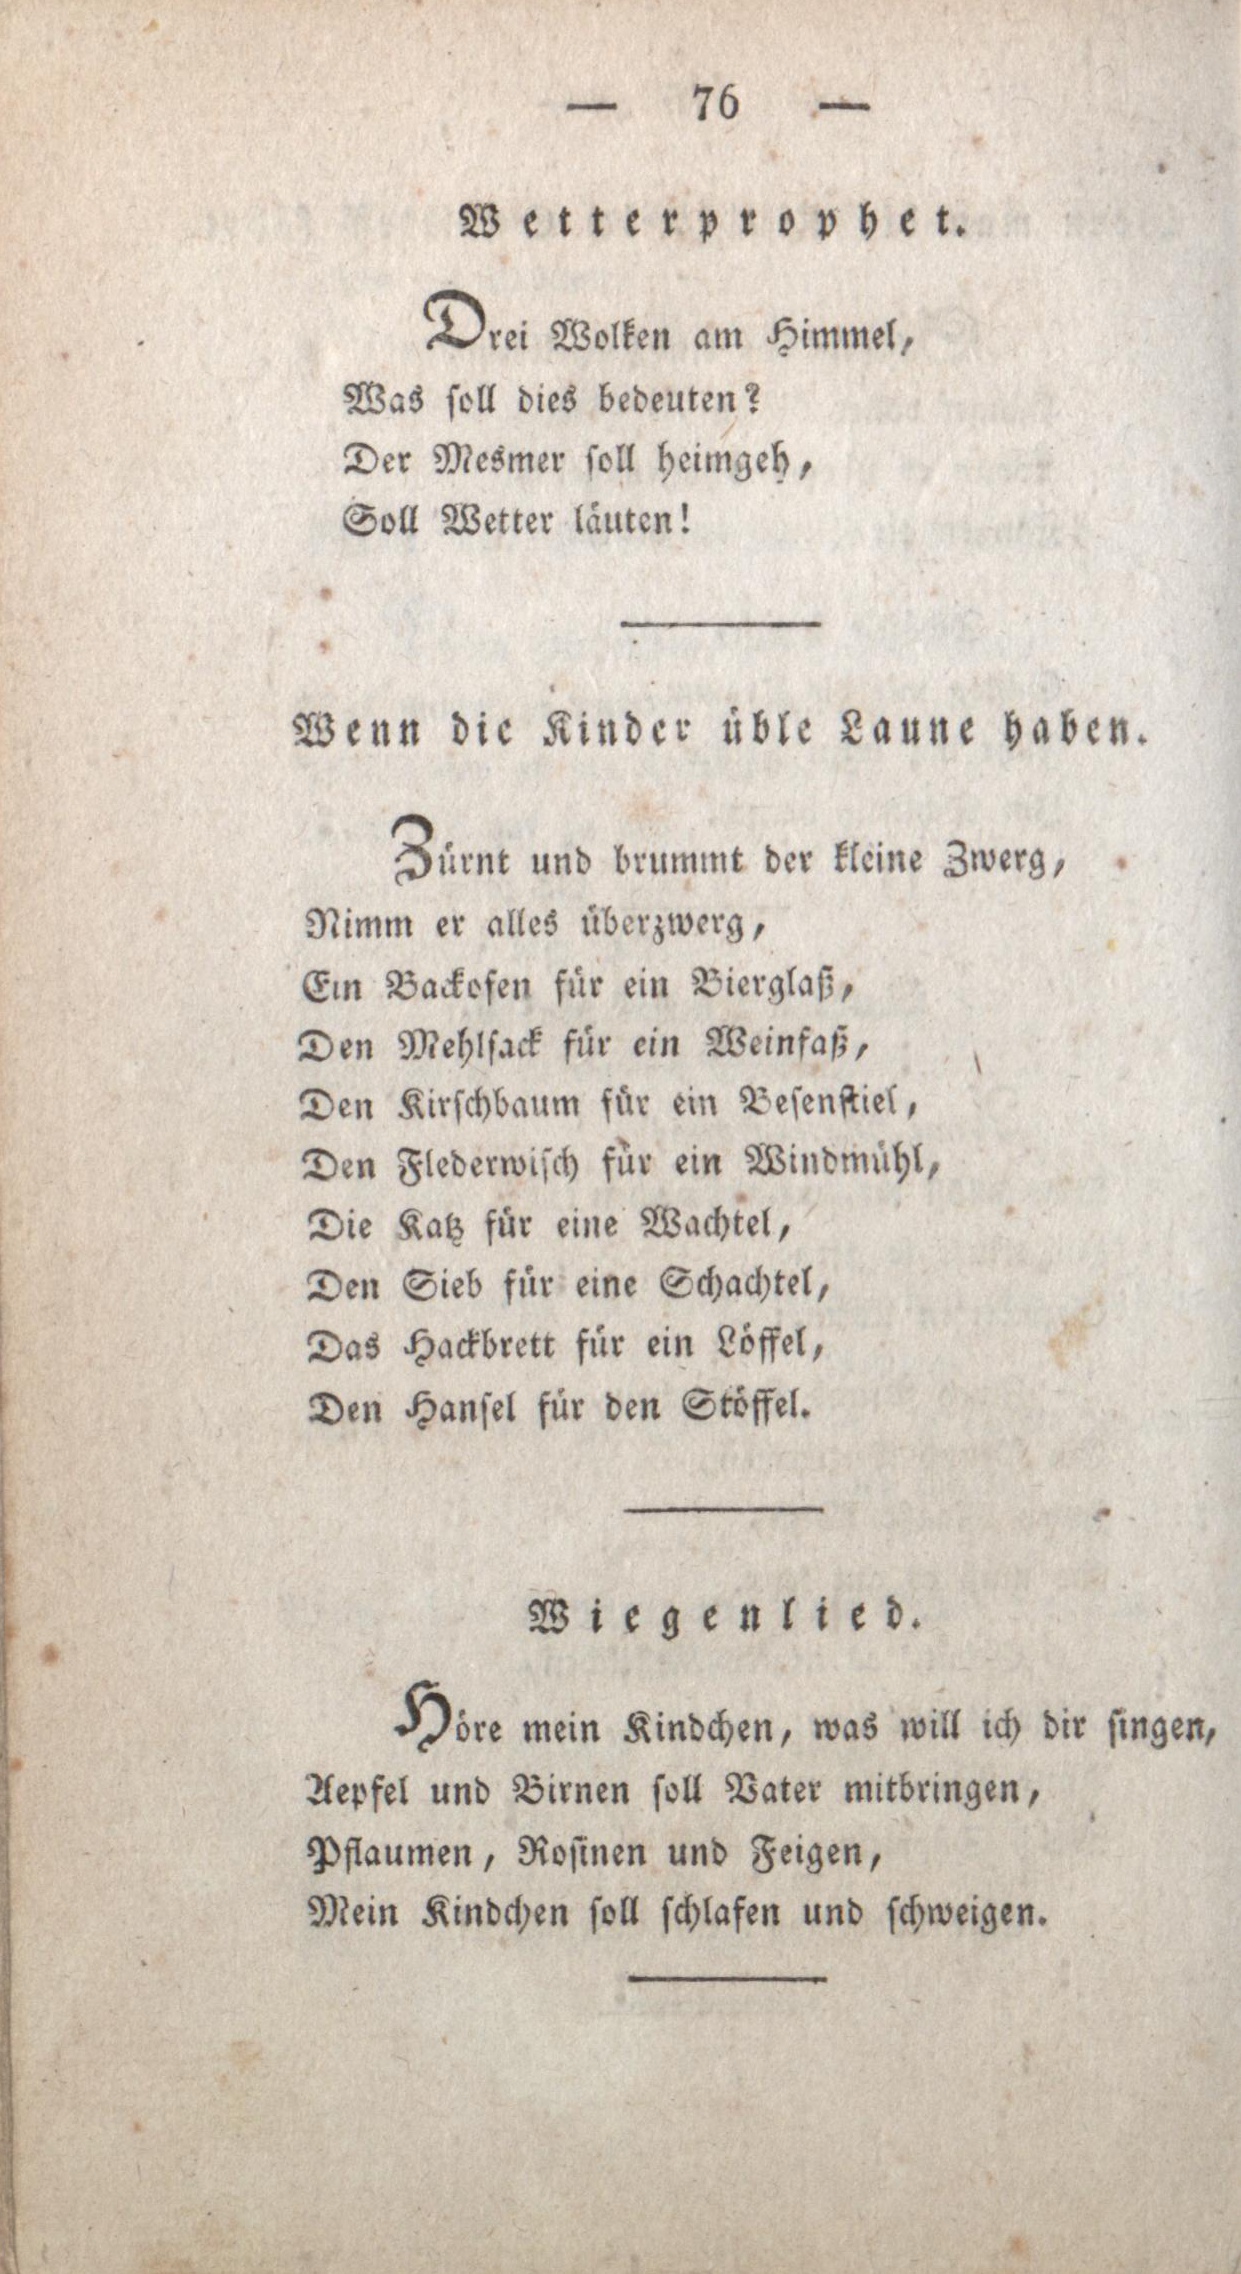 — 76 —
Wetterprophet.
Drei Wolken am Himmel,
Was soll dies bedeuten?
Der Mesmer soll heimgeh,
Soll Wetter läuten!
Wenn die Kinder üble Laune haben.
Zürnt und brummt der kleine Zwerg,
Nimm er alles überzwerg,
Ein Backofen für ein Bierglaß,
Den Mehlsack für ein Weinfaß,
Den Kirschbaum für ein Besenstiel,
Den Flederwisch für ein Windmühl,
Die Katz für eine Wachtel,
Den Sieb für eine Schachtel,
Das Hackbrett für ein Löffel,
Den Hansel für den Stöffel.
Wiegenlied.
Höre mein Kindchen, was will ich dir singen,
Aepfel und Birnen soll Vater mitbringen,
Pflaumen, Rosinen und Feigen,
Mein Kindchen soll schlafen und schweigen.